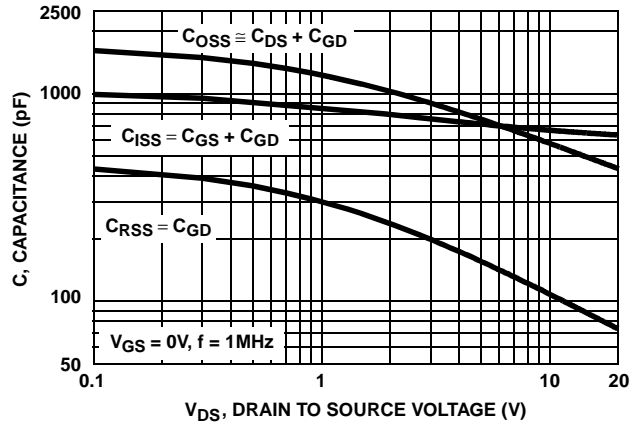 2500
C_OSS ≅ C_DS + C_GD
1000
C_ISS = C_GS + C_GD
C, CAPACITANCE (pF)
C_RSS = C_GD
100
V_GS = 0V, f = 1MHz
50
0.1 1 10 20
V_DS, DRAIN TO SOURCE VOLTAGE (V)